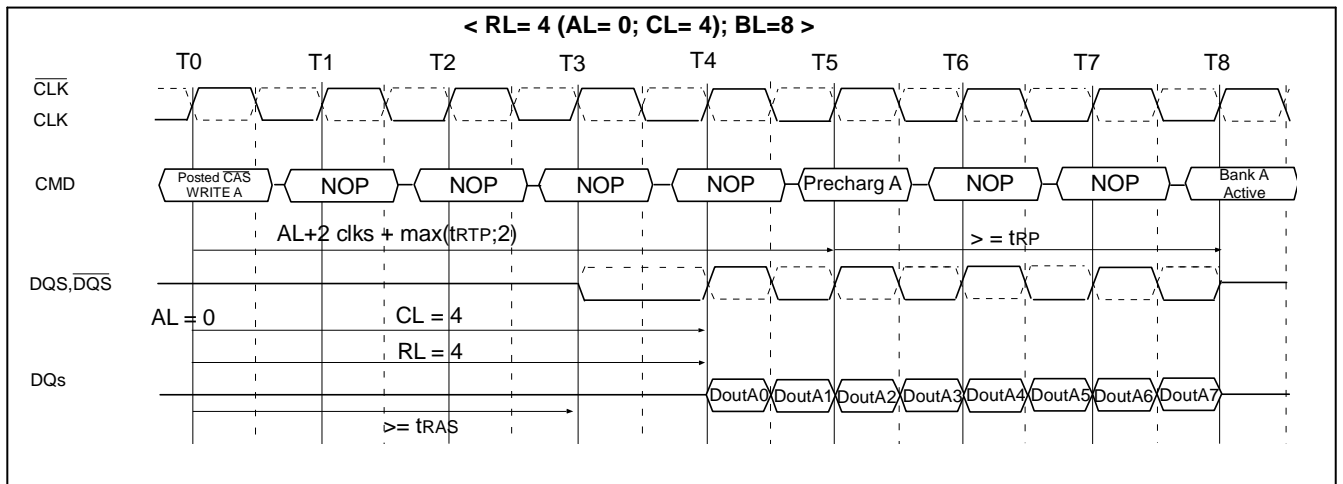 < RL= 4 (AL= 0; CL= 4); BL=8 >
T0 T1 T2 T3 T4 T5 T6 T7 T8
CLK
CLK
CMD
Posted CAS WRITE A
NOP
NOP
NOP
NOP
Precharg A
NOP
NOP
Bank A Active
AL+2 clks + max(tRTP;2)
> = tRP
DQS,DQS
AL = 0
CL = 4
RL = 4
DQs
DoutA0 DoutA1 DoutA2 DoutA3 DoutA4 DoutA5 DoutA6 DoutA7
>= tRAS